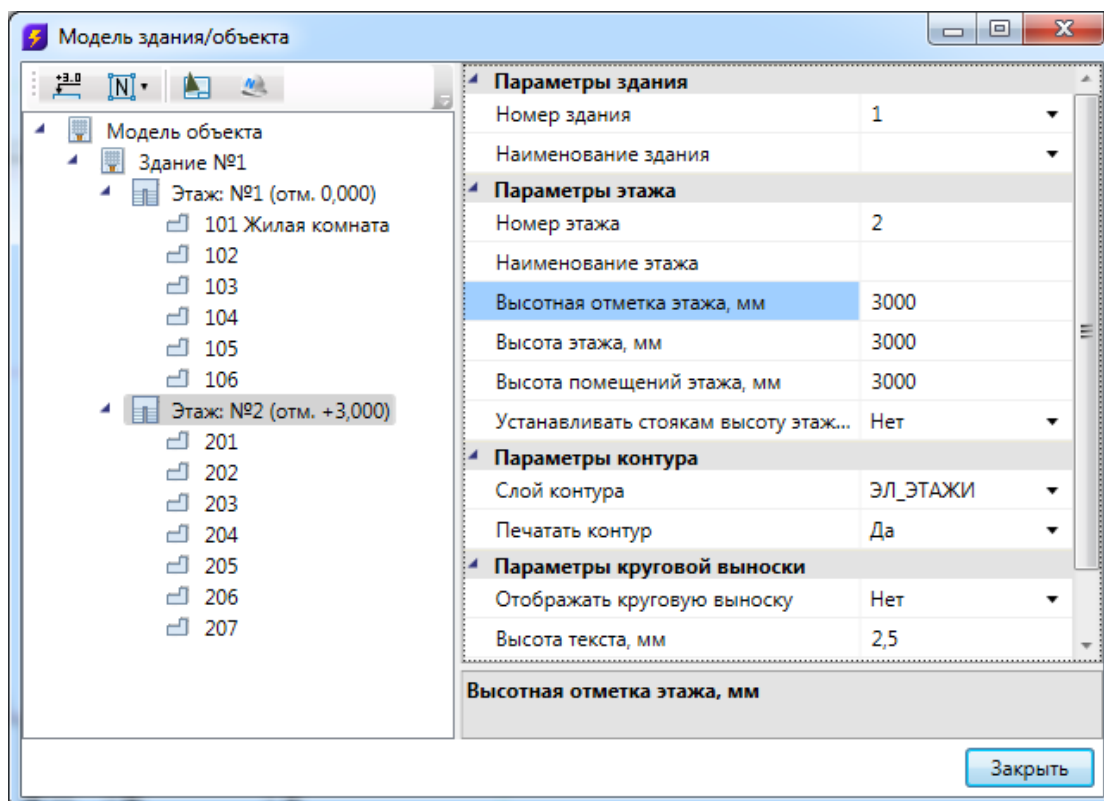 Модель здания/объекта
+3.0
N
Модель объекта
Здание №1
Этаж: №1 (отм. 0,000)
101 Жилая комната
102
103
104
105
106
Этаж: №2 (отм. +3,000)
201
202
203
204
205
206
207
Параметры здания
Номер здания 1
Наименование здания
Параметры этажа
Номер этажа 2
Наименование этажа
Высотная отметка этажа, мм 3000
Высота этажа, мм 3000
Высота помещений этажа, мм 3000
Устанавливать стоякам высоту этаж... Нет
Параметры контура
Слой контура ЭЛ_ЭТАЖИ
Печатать контур Да
Параметры круговой выноски
Отображать круговую выноску Нет
Высота текста, мм 2,5
Высотная отметка этажа, мм
Закрыть